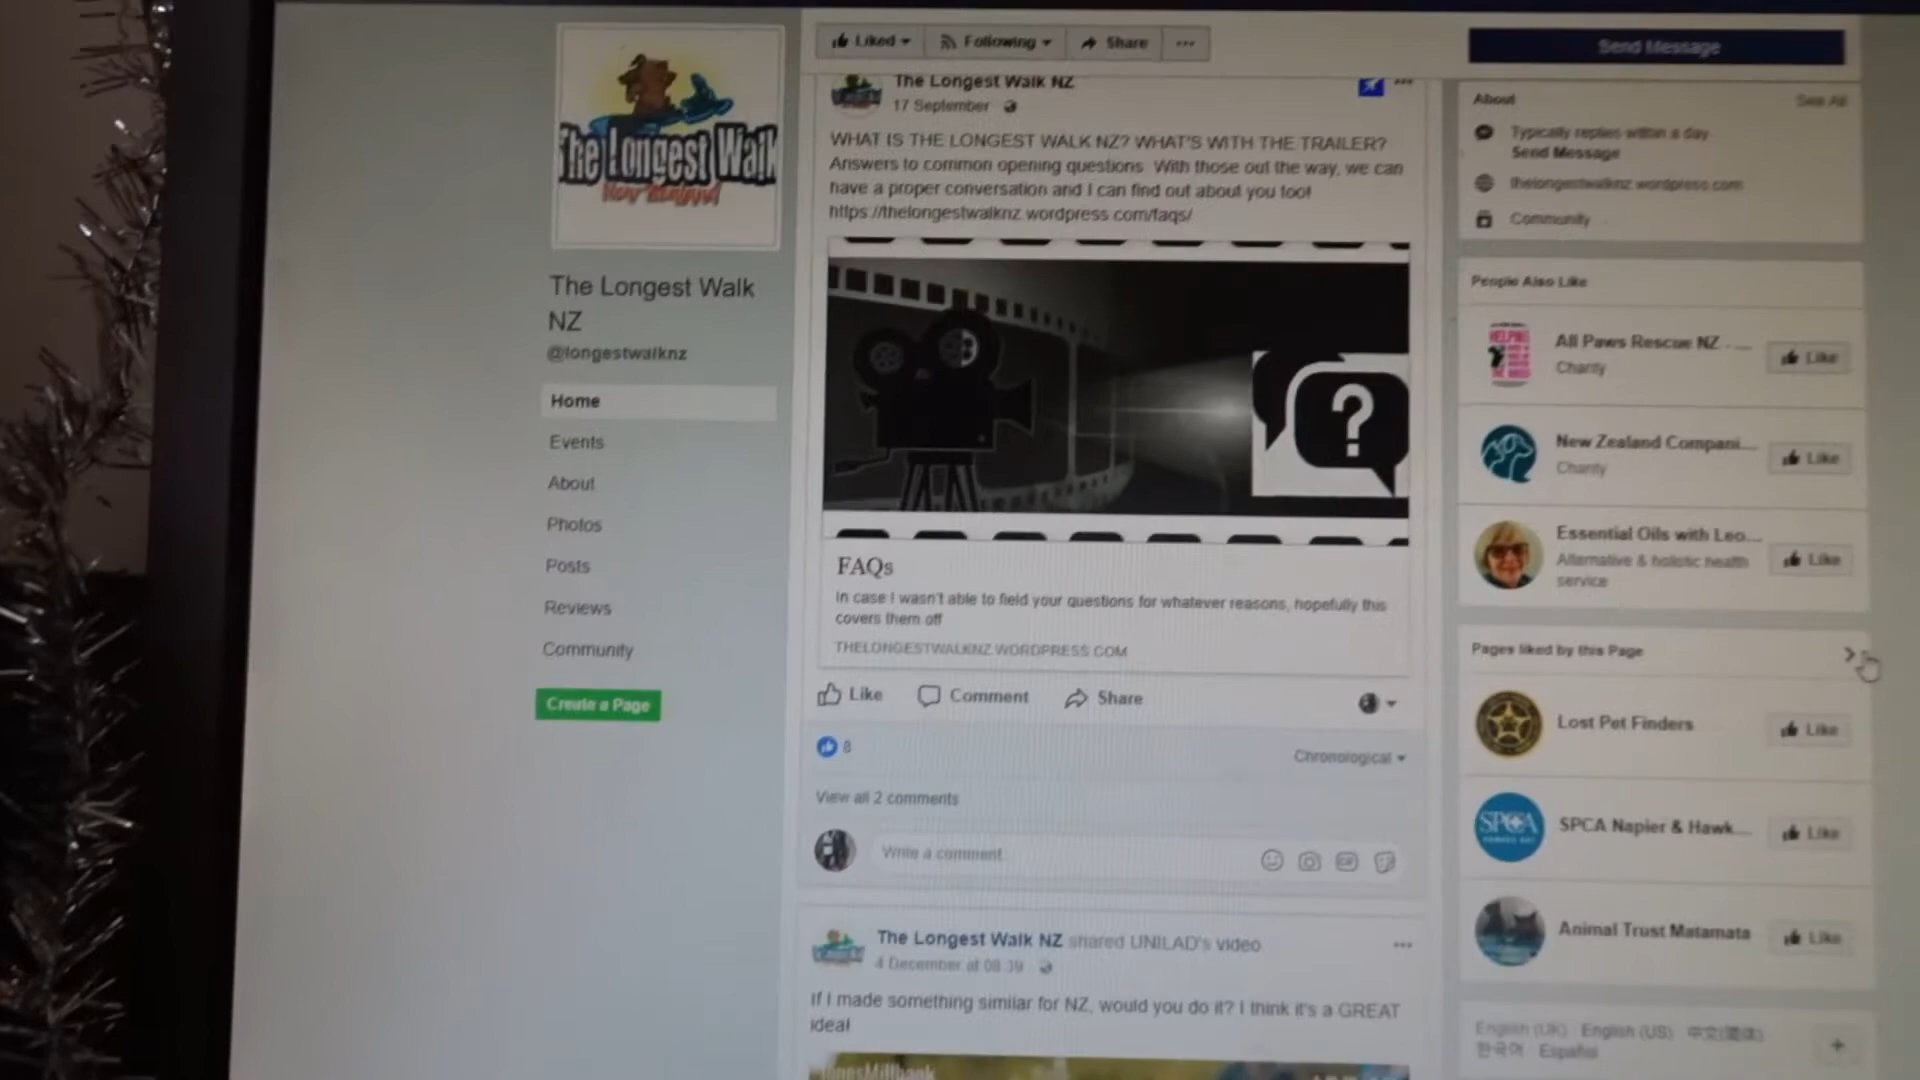 The Longest Walk
New Zealand
The Longest Walk
NZ
@longestwalknz
Home
Events
About
Photos
Posts
Reviews
Community
Create a Page
Liked
Following
Share
The Longest Walk NZ
17 September
WHAT IS THE LONGEST WALK NZ? WHAT'S WITH THE TRAILER?
Answers to common opening questions. With those out the way, we can
have a proper conversation and I can find out about you too!
https://thelongestwalknz.wordpress.com/faqs/
?
FAQs
In case I wasn't able to field your questions for whatever reasons, hopefully this
covers them off
THELONGESTWALKNZ.WORDPRESS.COM
Like
Comment
Share
8
Chronological
View all 2 comments
Write a comment...
GIF
The Longest Walk NZ shared UNILAD's video
4 December at 08:39
If I made something similar for NZ, would you do it? I think it's a GREAT
idea!
Send Message
About
See All
Typically replies within a day
Send Message
thelongestwalknz.wordpress.com
Community
People Also Like
HELPING
All Paws Rescue NZ - ...
Charity
Like
New Zealand Compani...
Charity
Like
Essential Oils with Leo...
Alternative & holistic health
service
Like
Pages liked by this Page
Lost Pet Finders
Like
SPCA
SPCA Napier & Hawk...
Like
Animal Trust Matamata
Like
English (UK) English (US) 中文(简体)
한국어 Español
+